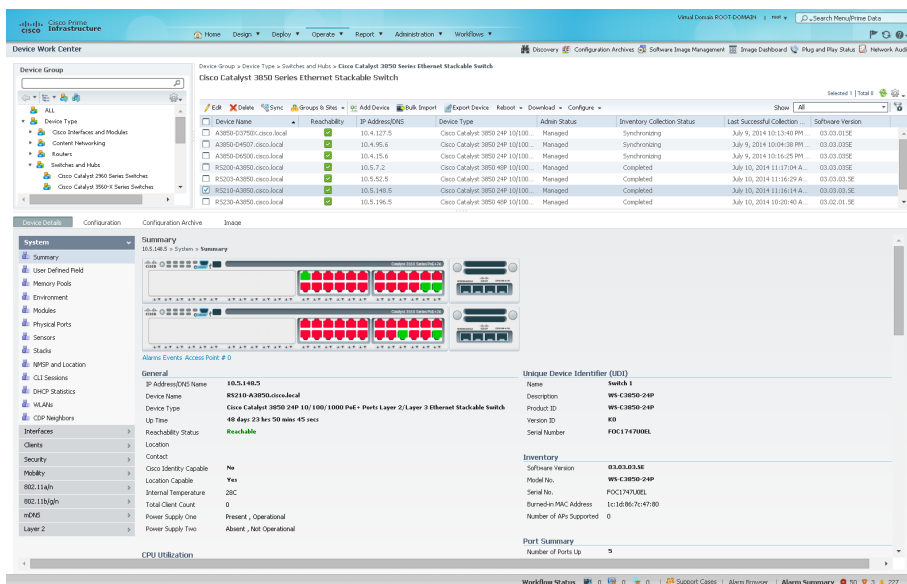 Virtual Domain ROOT-DOMAIN | root
Search Menu/Prime Data
cisco Cisco Prime Infrastructure
Home Design Deploy Operate Report Administration Workflows
Device Work Center
Discovery Configuration Archives Software Image Management Image Dashboard Plug and Play Status Network Audi
Device Group
ALL
Device Type
Cisco Interfaces and Modules
Content Networking
Routers
Switches and Hubs
Cisco Catalyst 2960 Series Switches
Cisco Catalyst 3560-X Series Switches
Device Group > Device Type > Switches and Hubs > Cisco Catalyst 3850 Series Ethernet Stackable Switch
Cisco Catalyst 3850 Series Ethernet Stackable Switch
Selected 1 | Total 8
Edit Delete Sync Groups & Sites Add Device Bulk Import Export Device Reboot Download Configure Show All
Device Name Reachability IP Address/DNS Device Type Admin Status Inventory Collection Status Last Successful Collection ... Software Version
A3850-D3750X.cisco.local 10.4.127.5 Cisco Catalyst 3850 24P 10/100... Managed Synchronizing July 9, 2014 10:13:40 PM ... 03.03.01SE
A3850-D4507.cisco.local 10.4.95.6 Cisco Catalyst 3850 24P 10/100... Managed Synchronizing July 9, 2014 10:04:38 PM ... 03.03.03SE
A3850-D6500.cisco.local 10.4.15.6 Cisco Catalyst 3850 24P 10/100... Managed Synchronizing July 9, 2014 10:16:25 PM ... 03.03.03SE
RS200-A3850.cisco.local 10.5.7.2 Cisco Catalyst 3850 48P 10/100... Managed Completed July 10, 2014 11:17:04 A... 03.03.03SE
RS203-A3850.cisco.local 10.5.52.5 Cisco Catalyst 3850 24P 10/100... Managed Completed July 10, 2014 11:16:29 A... 03.03.03.SE
RS210-A3850.cisco.local 10.5.148.5 Cisco Catalyst 3850 24P 10/100... Managed Completed July 10, 2014 11:16:14 A... 03.03.03.SE
RS230-A3850.cisco.local 10.5.196.5 Cisco Catalyst 3850 48P 10/100... Managed Completed July 10, 2014 10:20:40 A... 03.02.01.SE
Device Details Configuration Configuration Archive Image
System
Summary
User Defined Field
Memory Pools
Environment
Modules
Physical Ports
Sensors
Stacks
NMSP and Location
CLI Sessions
DHCP Statistics
WLANs
CDP Neighbors
Interfaces
Clients
Security
Mobility
802.11a/n
802.11b/g/n
mDNS
Layer 2
Summary
10.5.148.5 > System > Summary
Alarms Events Access Point # 0
General
IP Address/DNS Name 10.5.148.5
Device Name RS210-A3850.cisco.local
Device Type Cisco Catalyst 3850 24P 10/100/1000 PoE+ Ports Layer 2/Layer 3 Ethernet Stackable Switch
Up Time 48 days 23 hrs 50 mins 45 secs
Reachability Status Reachable
Location
Contact
Cisco Identity Capable No
Location Capable Yes
Internal Temperature 28C
Total Client Count 0
Power Supply One Present , Operational
Power Supply Two Absent , Not Operational
CPU Utilization
Unique Device Identifier (UDI)
Name Switch 1
Description WS-C3850-24P
Product ID WS-C3850-24P
Version ID K0
Serial Number FOC1747U0EL
Inventory
Software Version 03.03.03.SE
Model No. WS-C3850-24P
Serial No. FOC1747U0EL
Burned-in MAC Address 1c:1d:86:7c:47:80
Number of APs Supported 0
Port Summary
Number of Ports Up 5
Workflow Status 0 0 0 | Support Cases | Alarm Browser | Alarm Summary 50 3 227